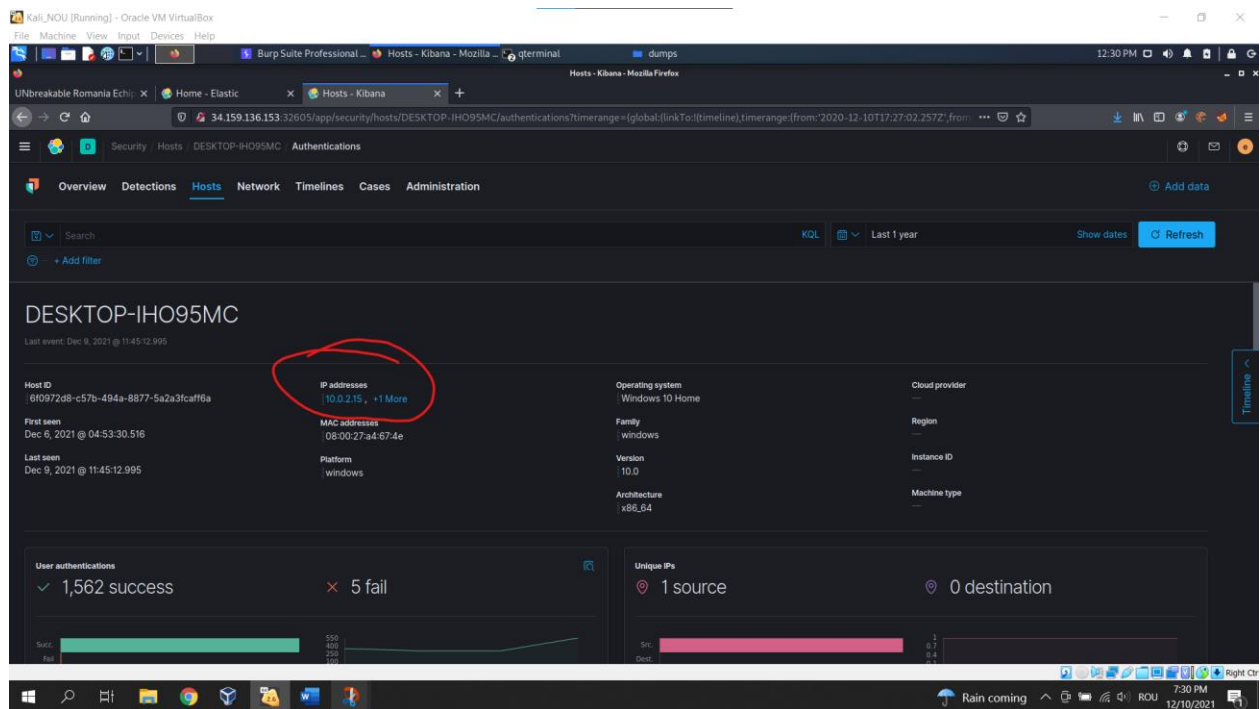 Kali_NOU [Running] - Oracle VM VirtualBox
File Machine View Input Devices Help
Burp Suite Professional ... Hosts - Kibana - Mozilla ... qterminal dumps 12:30 PM
Hosts - Kibana - Mozilla Firefox
UNbreakable Romania Echip Home - Elastic Hosts - Kibana
34.159.136.153:32605/app/security/hosts/DESKTOP-IHO95MC/authentications?timerange=(global:(linkTo:!(timeline),timerange:(from:'2020-12-10T17:27:02.257Z',from
D Security / Hosts / DESKTOP-IHO95MC / Authentications e
Overview Detections Hosts Network Timelines Cases Administration Add data
Search KQL Last 1 year Show dates Refresh
+ Add filter
DESKTOP-IHO95MC
Last event: Dec 9, 2021 @ 11:45:12.995
Timeline
Host ID
6f0972d8-c57b-494a-8877-5a2a3fcaff6a
First seen
Dec 6, 2021 @ 04:53:30.516
Last seen
Dec 9, 2021 @ 11:45:12.995
IP addresses
10.0.2.15 , +1 More
MAC addresses
08:00:27:a4:67:4e
Platform
windows
Operating system
Windows 10 Home
Family
windows
Version
10.0
Architecture
x86_64
Cloud provider
—
Region
—
Instance ID
—
Machine type
—
User authentications
1,562 success 5 fail
Succ.
Fail
550
400
250
100
Unique IPs
1 source 0 destination
Src.
Dest.
1
0.7
0.4
Right Ctr
Rain coming ROU 7:30 PM
12/10/2021